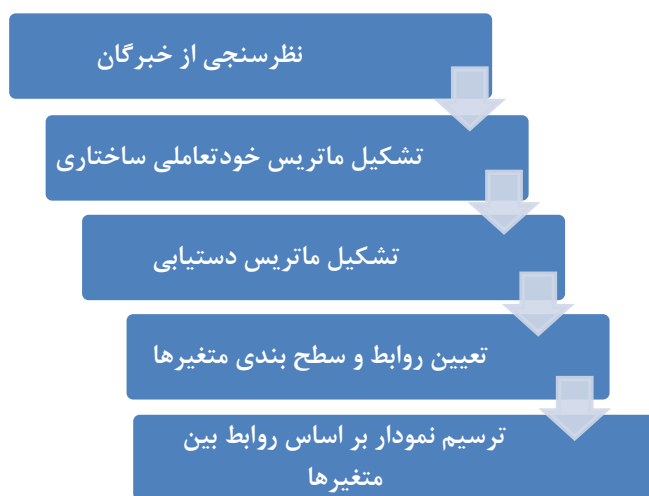 نظرسنجی از خبرگان
تشکیل ماتریس خودتعاملی ساختاری
تشکیل ماتریس دستیابی
تعیین روابط و سطح بندی متغیرها
ترسیم نمودار بر اساس روابط بین
متغیرها